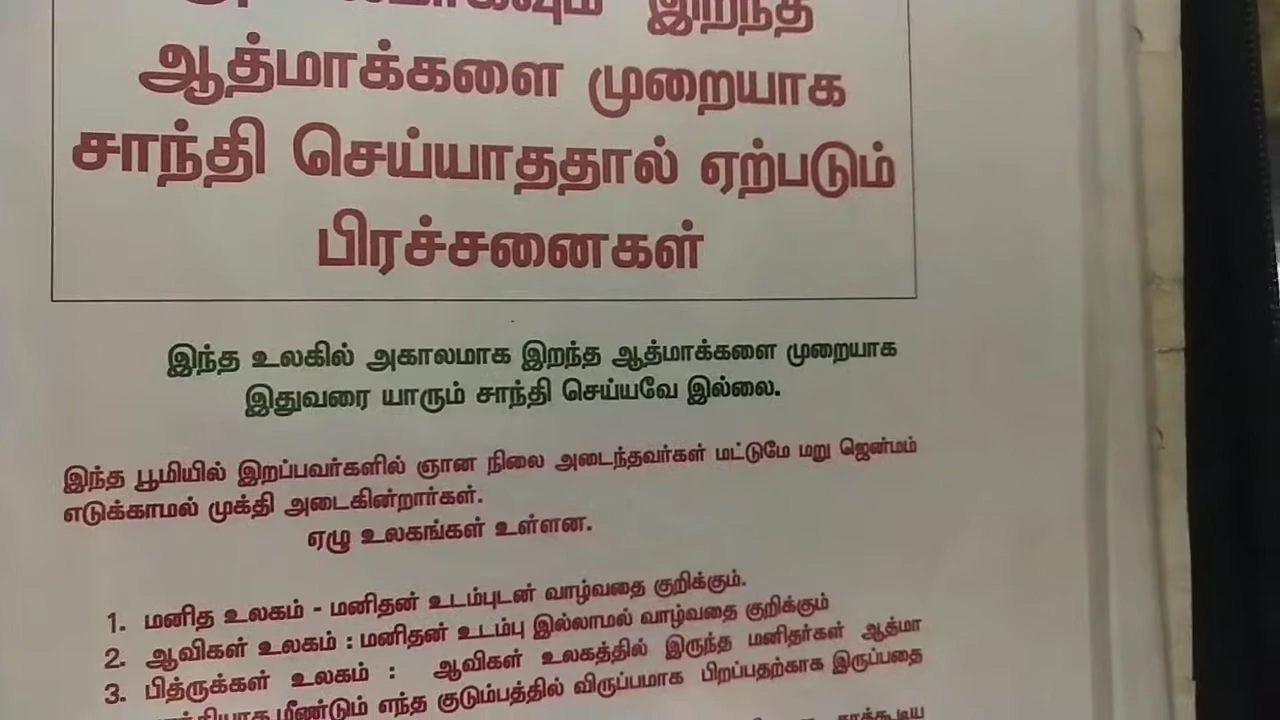 இறந்த
ஆத்மாக்களை முறையாக
சாந்தி செய்யாததால் ஏற்படும்
பிரச்சனைகள்
இந்த உலகில் அகாலமாக இறந்த ஆத்மாக்களை முறையாக
இதுவரை யாரும் சாந்தி செய்யவே இல்லை.
இந்த பூமியில் இறப்பவர்களில் ஞான நிலை அடைந்தவர்கள் மட்டுமே மறு ஜென்மம்
எடுக்காமல் முக்தி அடைகின்றார்கள்.
ஏழு உலகங்கள் உள்ளன.
1. மனித உலகம் - மனிதன் உடம்புடன் வாழ்வதை குறிக்கும்.
2. ஆவிகள் உலகம் : மனிதன் உடம்பு இல்லாமல் வாழ்வதை குறிக்கும்
3. பித்ருக்கள் உலகம் : ஆவிகள் உலகத்தில் இருந்த மனிதர்கள் ஆத்மா
மீண்டும் எந்த குடும்பத்தில் விருப்பமாக பிறப்பதற்காக இருப்பதை